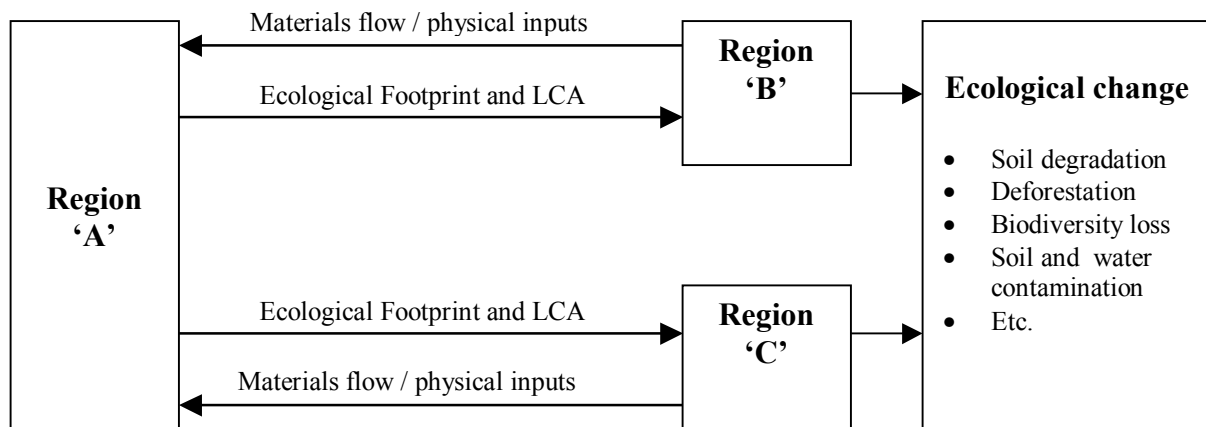 Materials flow / physical inputs
Ecological Footprint and LCA
Region
‘A’
Ecological Footprint and LCA
Materials flow / physical inputs
Region
‘B’
Region
‘C’
Ecological change
• Soil degradation
• Deforestation
• Biodiversity loss
• Soil and water
contamination
• Etc.